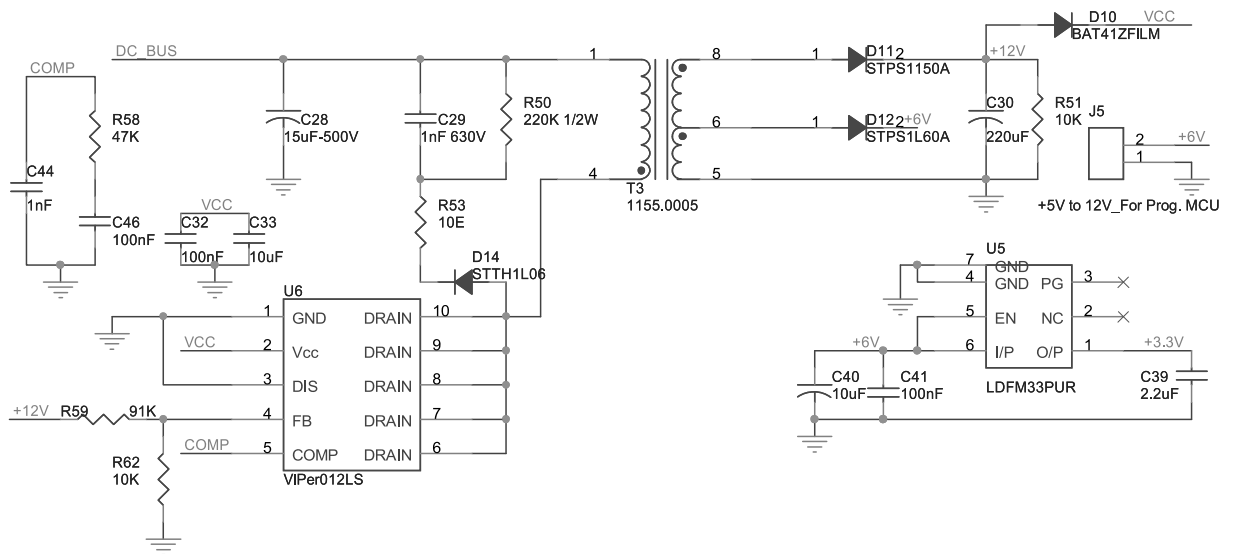 DC_BUS
COMP
R58
47K
C44
1nF
C46
100nF
VCC
C32
100nF
C33
10uF
C28
15uF-500V
C29
1nF 630V
R50
220K 1/2W
R53
10E
D14
STTH1L06
1
4
T3
1155.0005
8
6
5
1
D11
2
STPS1150A
1
D12
2
+6V
STPS1L60A
+12V
D10
VCC
BAT41ZFILM
C30
220uF
R51
10K
J5
2
1
+6V
+5V to 12V_For Prog. MCU
U6
1
GND
DRAIN
10
VCC
2
Vcc
DRAIN
9
3
DIS
DRAIN
8
+12V
R59
91K
4
FB
DRAIN
7
COMP
5
COMP
DRAIN
6
VIPer012LS
R62
10K
U5
7
GND
4
GND
PG
3
5
EN
NC
2
+6V
6
I/P
O/P
1
+3.3V
LDFM33PUR
C40
10uF
C41
100nF
C39
2.2uF